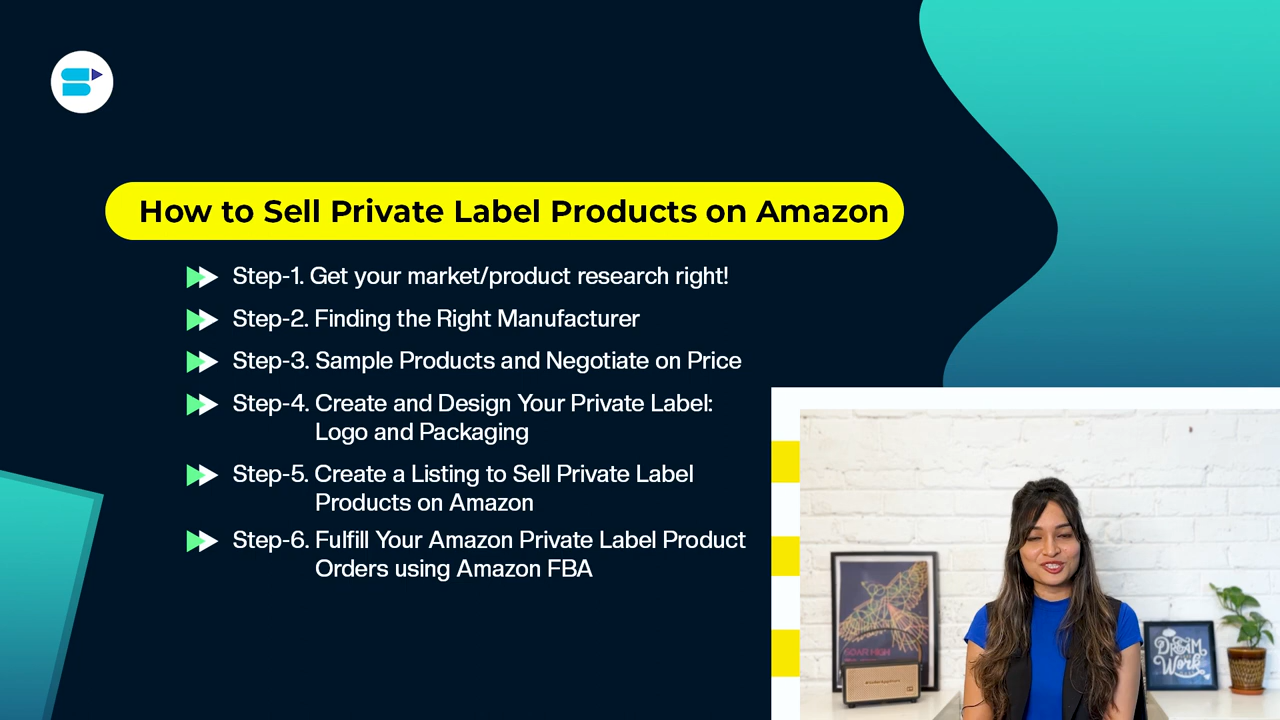 How to Sell Private Label Products on Amazon
Step-1. Get your market/product research right!
Step-2. Finding the Right Manufacturer
Step-3. Sample Products and Negotiate on Price
Step-4. Create and Design Your Private Label:
Logo and Packaging
Step-5. Create a Listing to Sell Private Label
Products on Amazon
Step-6. Fulfill Your Amazon Private Label Product
Orders using Amazon FBA
SOAR HIGH
DREAM
Work